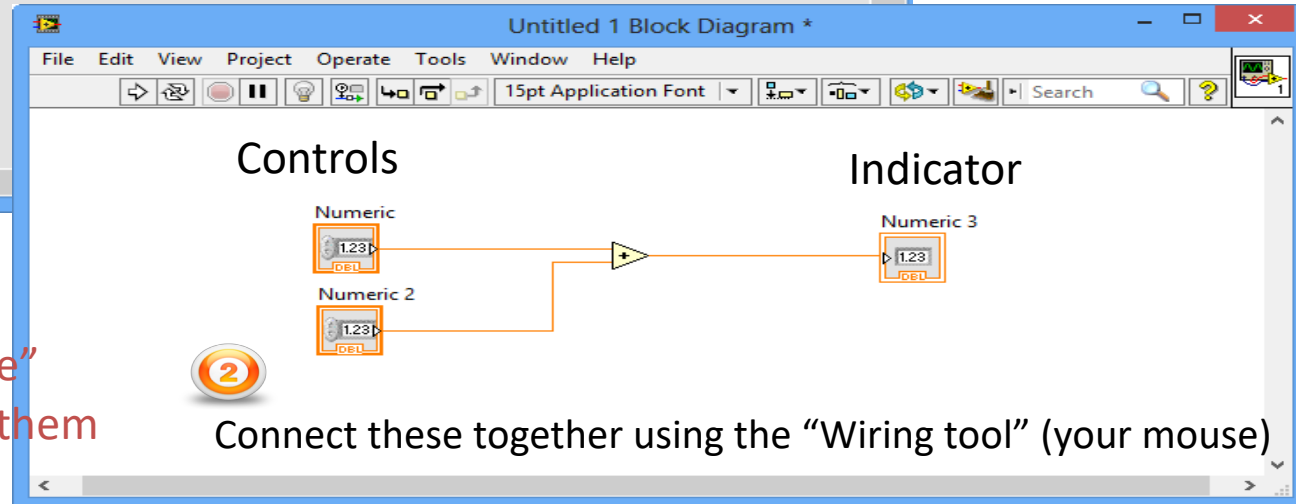 Untitled 1 Block Diagram *
File Edit View Project Operate Tools Window Help
15pt Application Font Search
1
Controls
Indicator
Numeric
Numeric 3
1.23
DBL
+
1.23
DBL
Numeric 2
1.23
DBL
e”
2
them
Connect these together using the “Wiring tool” (your mouse)